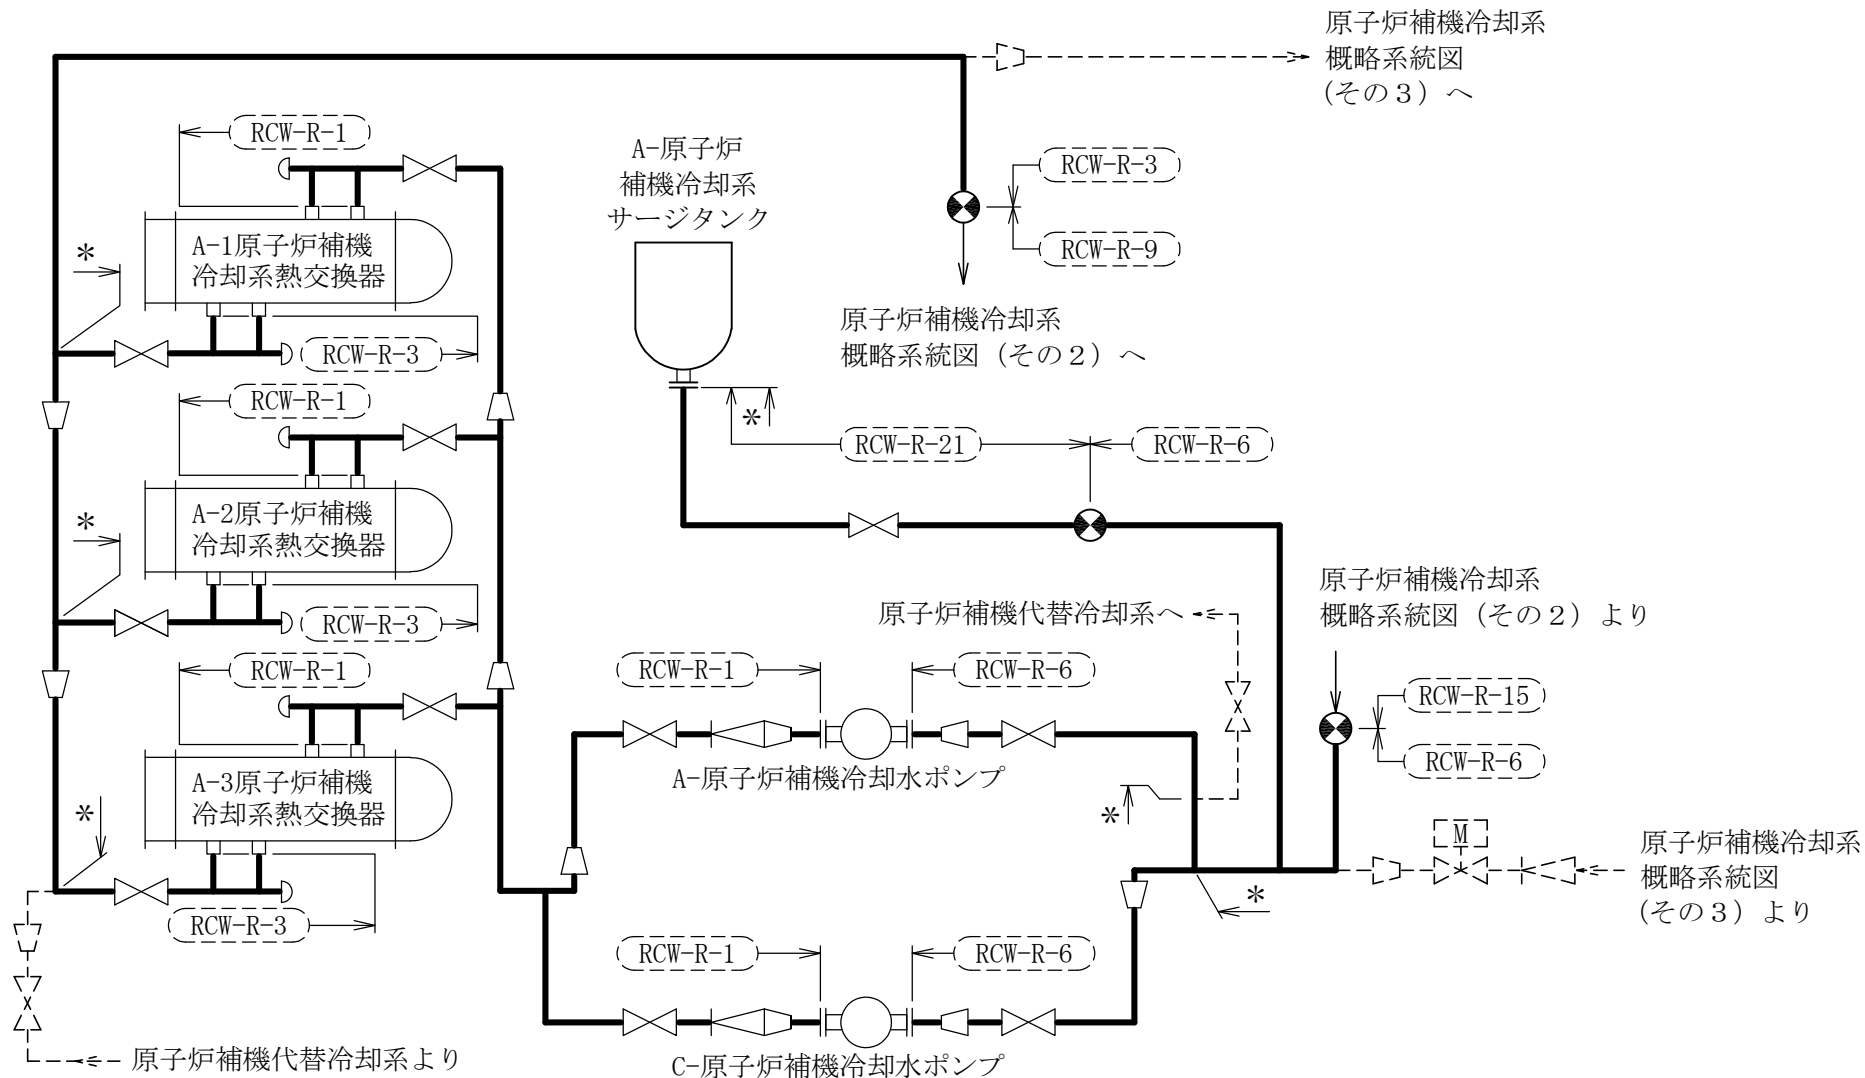 原子炉補機冷却系
概略系統図
(その３）へ
RCW-R-1
A-原子炉
補機冷却系
サージタンク
RCW-R-3
RCW-R-9
A-1原子炉補機
冷却系熱交換器
*
RCW-R-3
原子炉補機冷却系
概略系統図（その２）へ
RCW-R-1
*
RCW-R-21
RCW-R-6
A-2原子炉補機
冷却系熱交換器
*
RCW-R-3
原子炉補機冷却系
概略系統図（その２）より
原子炉補機代替冷却系へ
RCW-R-1
RCW-R-1
RCW-R-6
RCW-R-15
RCW-R-6
A-3原子炉補機
冷却系熱交換器
*
A-原子炉補機冷却水ポンプ
*
M
原子炉補機冷却系
概略系統図
(その３）より
*
RCW-R-3
RCW-R-1
RCW-R-6
原子炉補機代替冷却系より
C-原子炉補機冷却水ポンプ